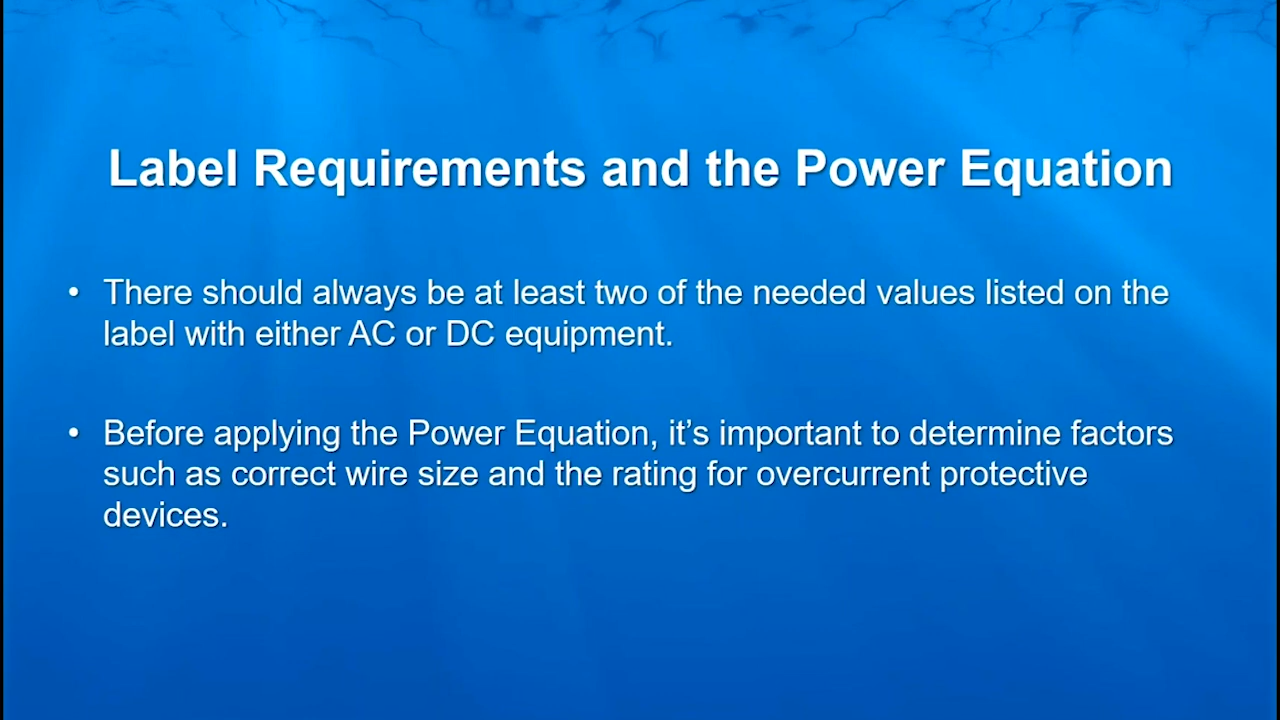 Label Requirements and the Power Equation
• There should always be at least two of the needed values listed on the
label with either AC or DC equipment.
• Before applying the Power Equation, it’s important to determine factors
such as correct wire size and the rating for overcurrent protective
devices.